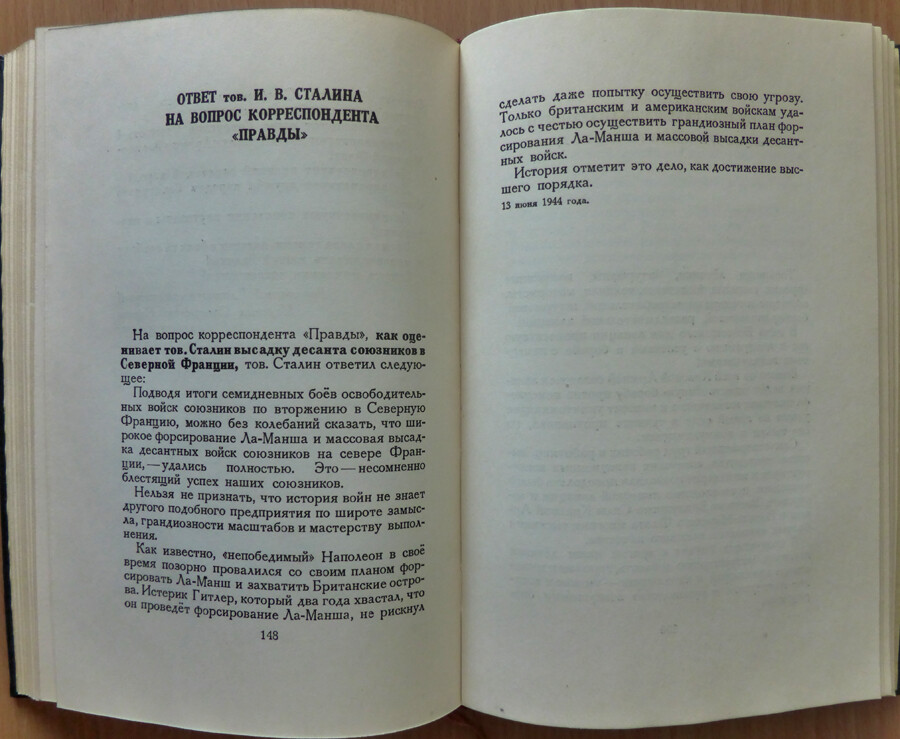 ОТВЕТ тов. И. В. СТАЛИНА
НА ВОПРОС КОРРЕСПОНДЕНТА
«ПРАВДЫ»
На вопрос корреспондента «Правды», как оце-
нивает тов. Сталин высадку десанта союзников в
Северной Франции, тов. Сталин ответил следую-
щее:
Подводя итоги семидневных боёв освободитель-
ных войск союзников по вторжению в Северную
Францию, можно без колебаний сказать, что ши-
рокое форсирование Ла-Манша и массовая высад-
ка десантных войск союзников на севере Фран-
ции,—удались полностью. Это — несомненно
блестящий успех наших союзников.
Нельзя не признать, что история войн не знает
другого подобного предприятия по широте замыс-
ла, грандиозности масштабов и мастерству выпол-
нения.
Как известно, «непобедимый» Наполеон в своё
время позорно провалился со своим планом фор-
сировать Ла-Манш и захватить Британские остро-
ва. Истерик Гитлер, который два года хвастал, что
он проведёт форсирование Ла-Манша, не рискнул
148
сделать даже попытку осуществить свою угрозу.
Только британским и американским войскам уда-
лось с честью осуществить грандиозный план фор-
сирования Ла-Манша и массовой высадки десант-
ных войск.
История отметит это дело, как достижение выс-
шего порядка.
13 июня 1944 года.